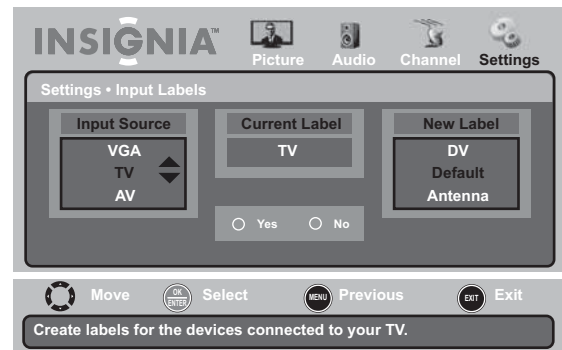 INSIGNIA™
Picture Audio Channel Settings
Settings • Input Labels
Input Source Current Label New Label
VGA TV DV
TV Default
AV Antenna
Yes No
Move OK ENTER Select MENU Previous EXIT Exit
Create labels for the devices connected to your TV.